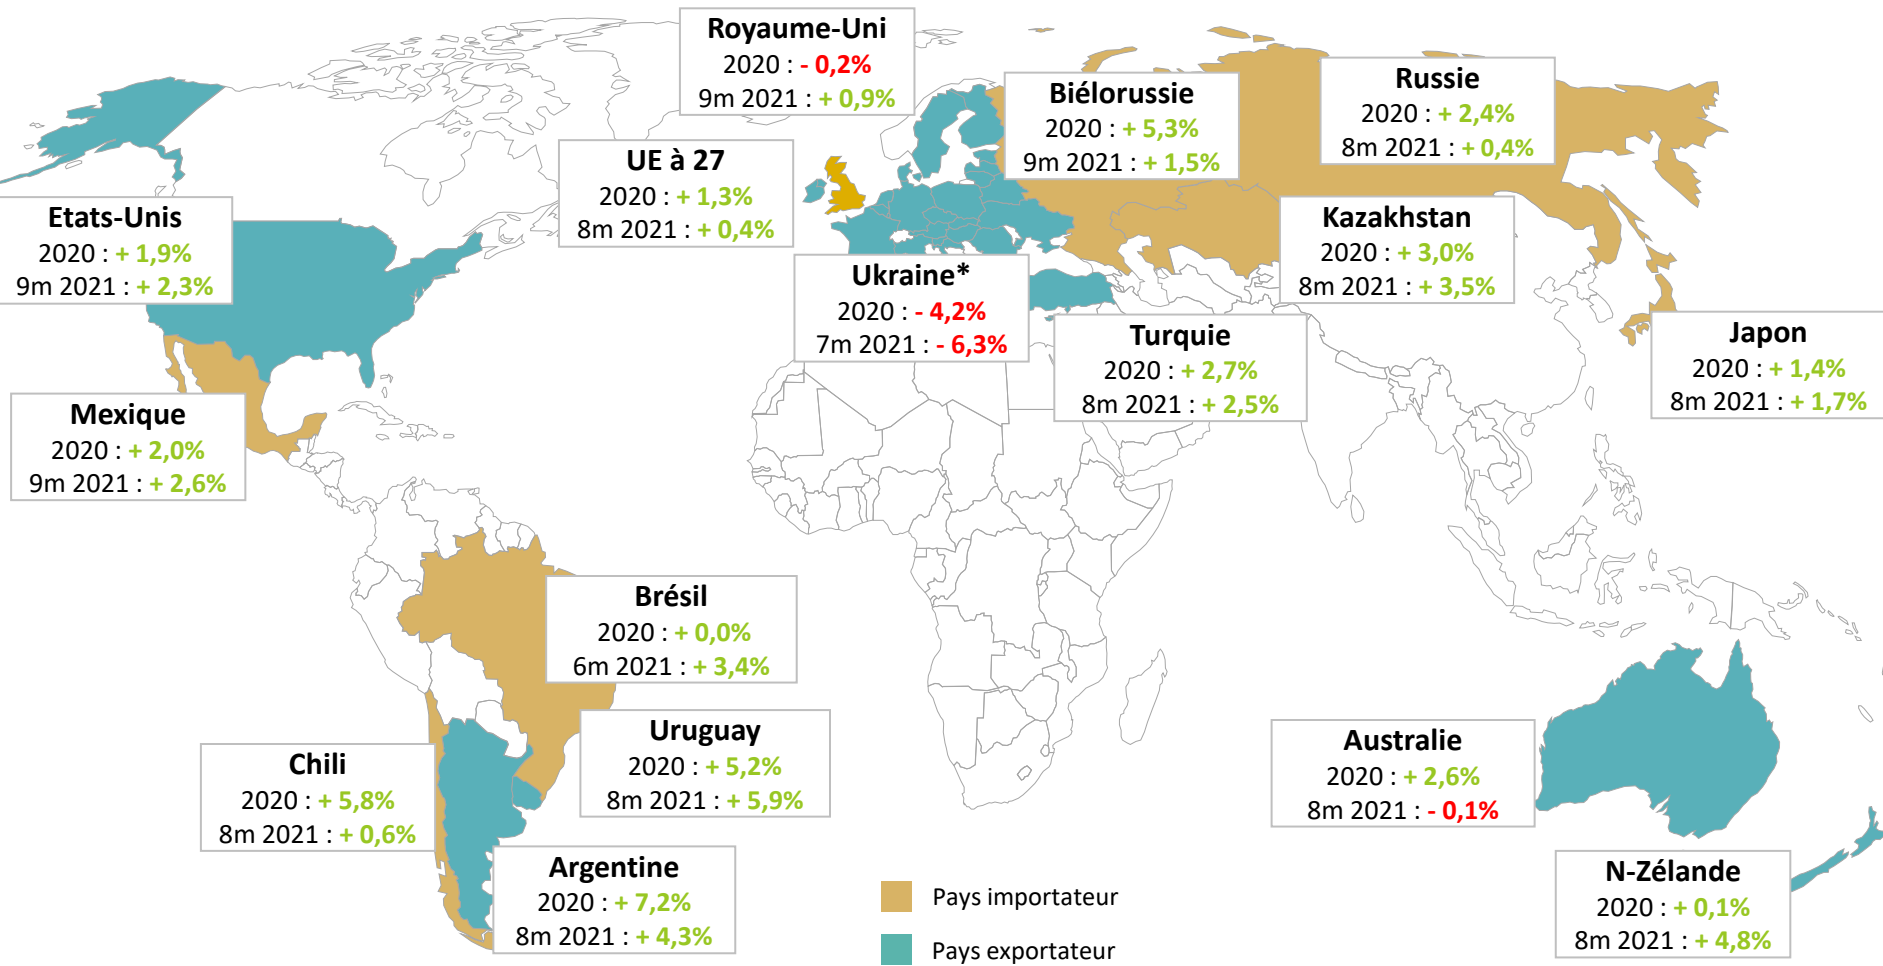 Royaume-Uni
2020 : - 0,2%
9m 2021 : + 0,9%
Biélorussie
2020 : + 5,3%
9m 2021 : + 1,5%
Russie
2020 : + 2,4%
8m 2021 : + 0,4%
UE à 27
2020 : + 1,3%
8m 2021 : + 0,4%
Etats-Unis
2020 : + 1,9%
9m 2021 : + 2,3%
Kazakhstan
2020 : + 3,0%
8m 2021 : + 3,5%
Ukraine*
2020 : - 4,2%
7m 2021 : - 6,3%
Turquie
2020 : + 2,7%
8m 2021 : + 2,5%
Japon
2020 : + 1,4%
8m 2021 : + 1,7%
Mexique
2020 : + 2,0%
9m 2021 : + 2,6%
Brésil
2020 : + 0,0%
6m 2021 : + 3,4%
Uruguay
2020 : + 5,2%
8m 2021 : + 5,9%
Chili
2020 : + 5,8%
8m 2021 : + 0,6%
Australie
2020 : + 2,6%
8m 2021 : - 0,1%
Argentine
2020 : + 7,2%
8m 2021 : + 4,3%
N-Zélande
2020 : + 0,1%
8m 2021 : + 4,8%
Pays importateur
Pays exportateur